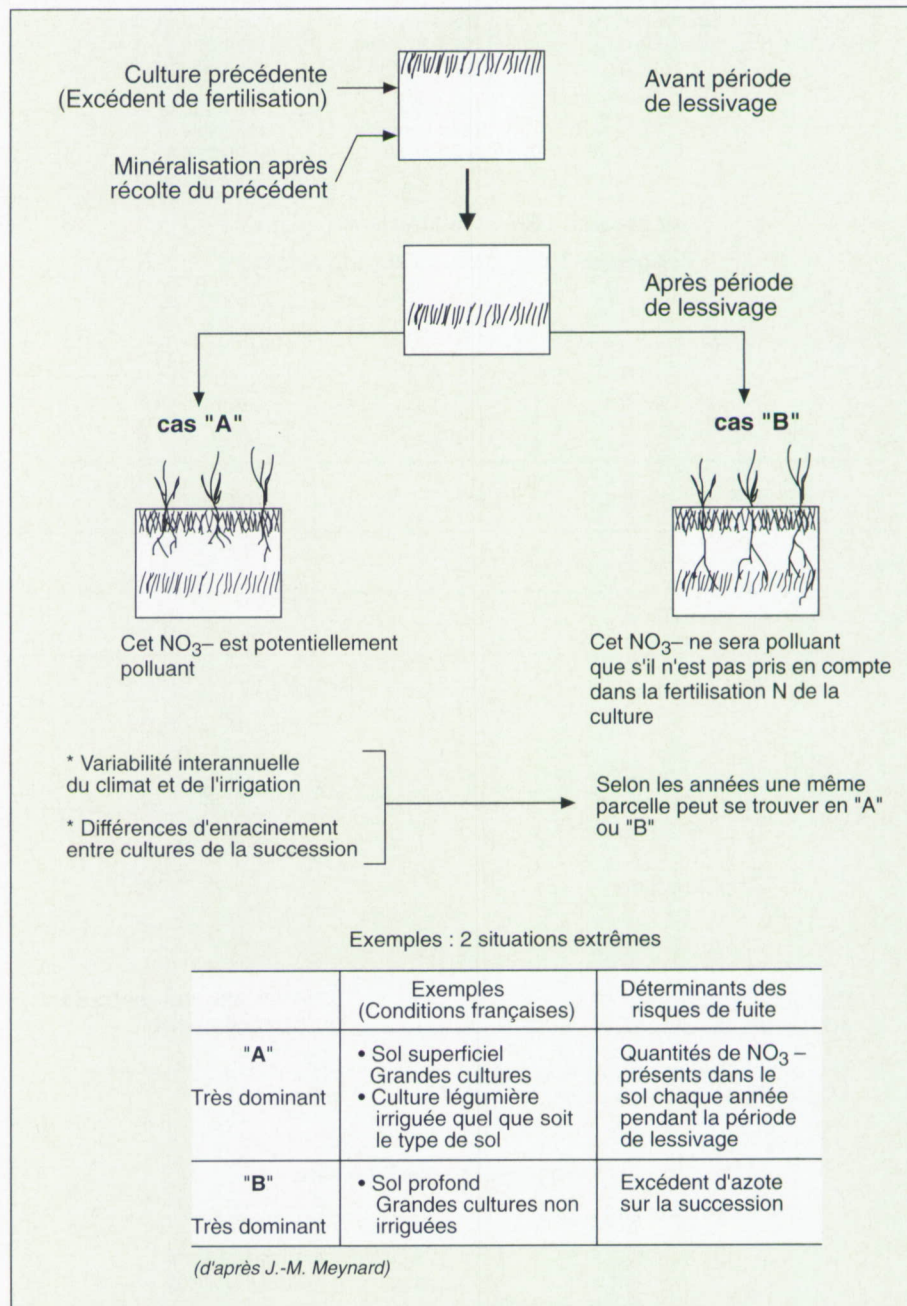 Culture précédente
(Excédent de fertilisation)
Avant période
de lessivage
Minéralisation après
récolte du précédent
Après période
de lessivage
cas "A"
cas "B"
Cet NO3– est potentiellement
polluant
Cet NO3– ne sera polluant
que s'il n'est pas pris en compte
dans la fertilisation N de la
culture
* Variabilité interannuelle
du climat et de l'irrigation
* Différences d'enracinement
entre cultures de la succession
Selon les années une même
parcelle peut se trouver en "A"
ou "B"
Exemples : 2 situations extrêmes
Exemples
(Conditions françaises)
Déterminants des
risques de fuite
"A"
Très dominant
• Sol superficiel
Grandes cultures
• Culture légumière
irriguée quel que soit
le type de sol
Quantités de NO3 –
présents dans le
sol chaque année
pendant la période
de lessivage
"B"
Très dominant
• Sol profond
Grandes cultures non
irriguées
Excédent d'azote
sur la succession
(d'après J.-M. Meynard)